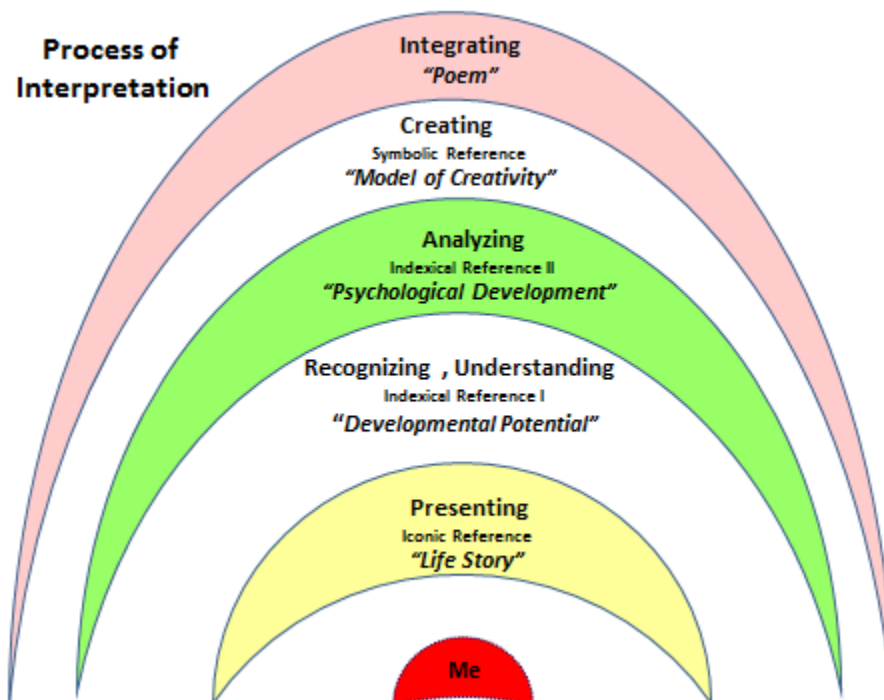 Process of
Interpretation
Integrating
“Poem”
Creating
Symbolic Reference
“Model of Creativity”
Analyzing
Indexical Reference II
“Psychological Development”
Recognizing , Understanding
Indexical Reference I
“Developmental Potential”
Presenting
Iconic Reference
“Life Story”
Me